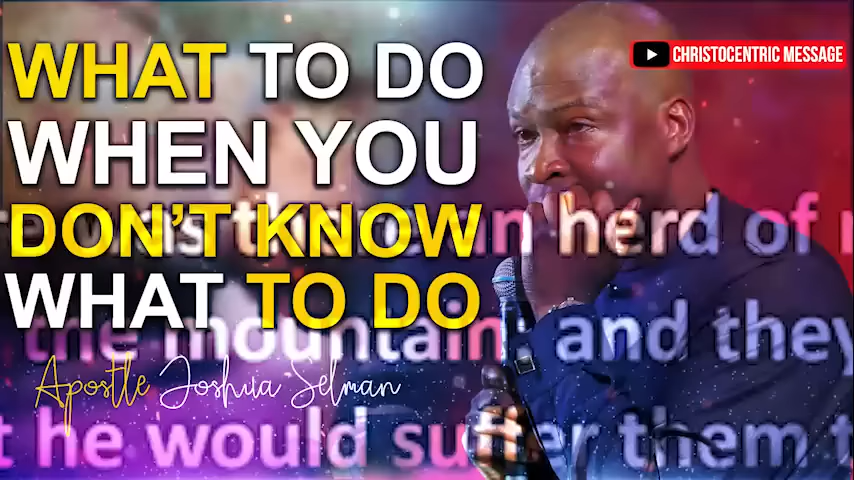 WHAT TO DO
WHEN YOU
DON'T KNOW
WHAT TO DO
Apostle Joshua Selman
CHRISTOCENTRIC MESSAGE
an herd of
the mountain: and they
he would suffer them